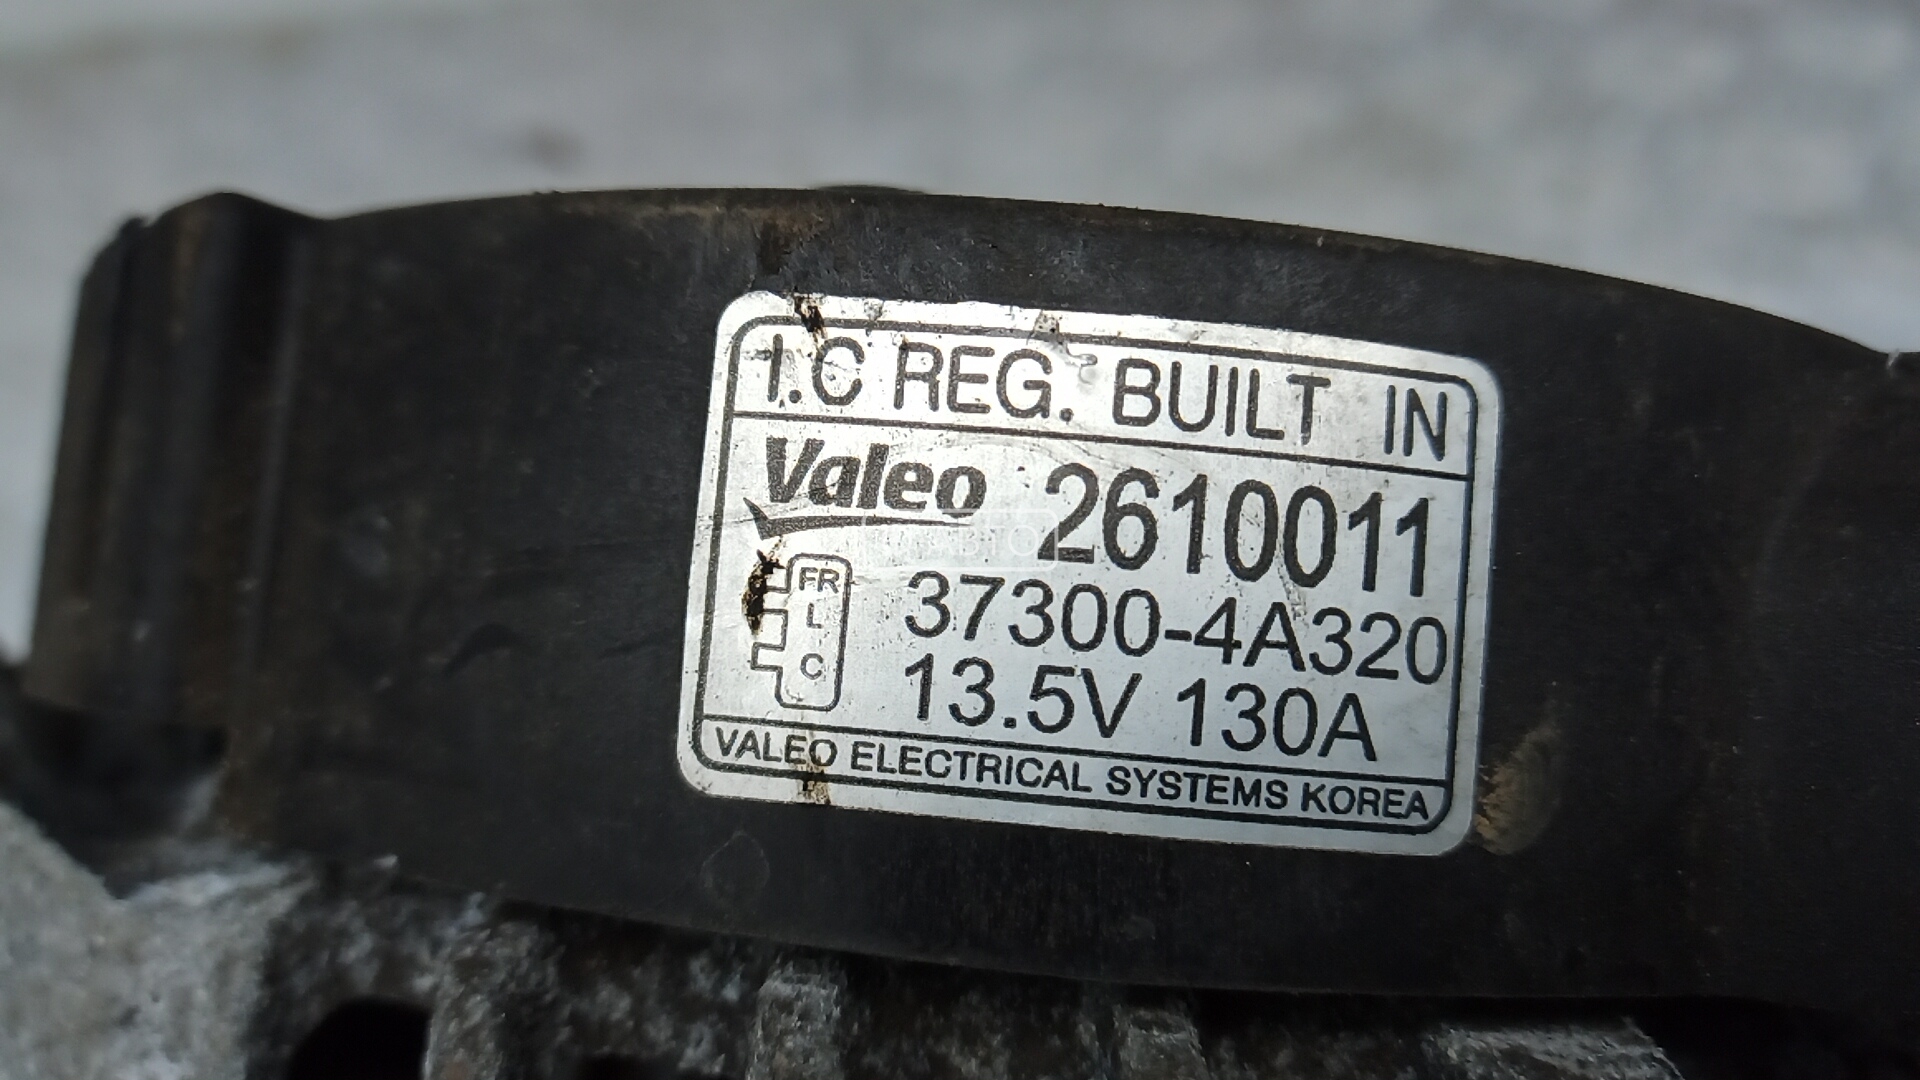 I.C REG. BUILT IN
Valeo 2610011
FR
L
C
37300-4A320
13.5V 130A
VALEO ELECTRICAL SYSTEMS KOREA